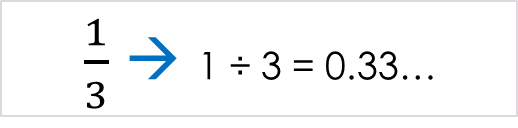 1/3 → 1 ÷ 3 = 0.33...